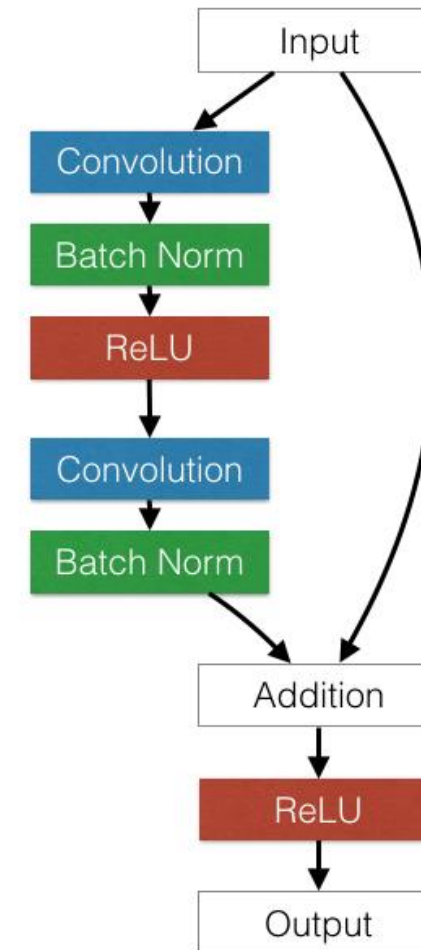 Input
Convolution
Batch Norm
ReLU
Convolution
Batch Norm
Addition
ReLU
Output